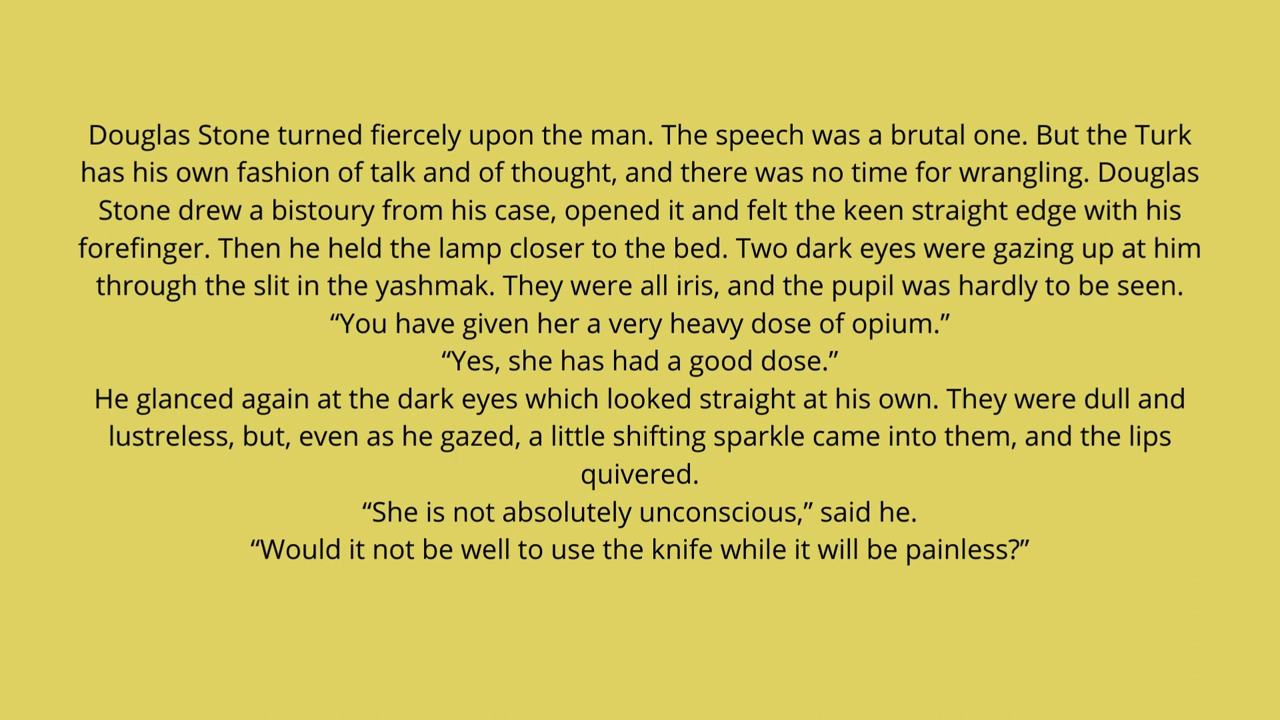 Douglas Stone turned fiercely upon the man. The speech was a brutal one. But the Turk
has his own fashion of talk and of thought, and there was no time for wrangling. Douglas
Stone drew a bistoury from his case, opened it and felt the keen straight edge with his
forefinger. Then he held the lamp closer to the bed. Two dark eyes were gazing up at him
through the slit in the yashmak. They were all iris, and the pupil was hardly to be seen.
“You have given her a very heavy dose of opium.”
“Yes, she has had a good dose.”
He glanced again at the dark eyes which looked straight at his own. They were dull and
lustreless, but, even as he gazed, a little shifting sparkle came into them, and the lips
quivered.
“She is not absolutely unconscious,” said he.
“Would it not be well to use the knife while it will be painless?”